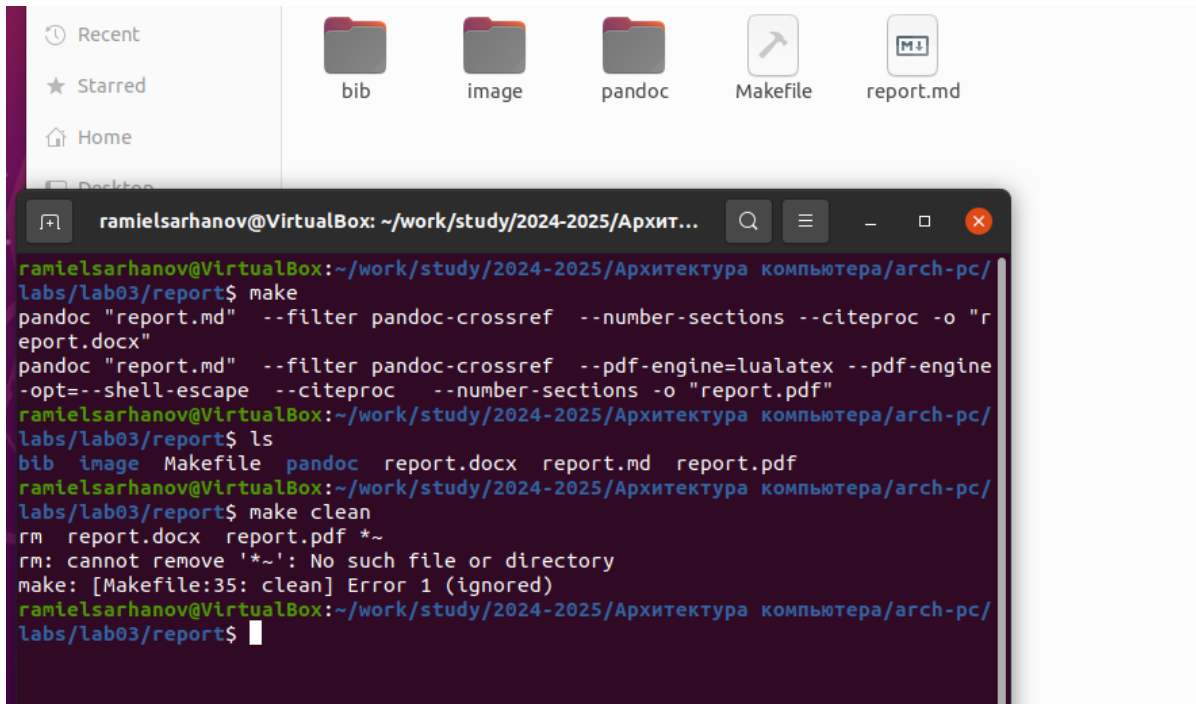 Recent
Starred
Home
Desktop
bib
image
pandoc
Makefile
report.md
ramielsarhanov@VirtualBox: ~/work/study/2024-2025/Архит...
ramielsarhanov@VirtualBox:~/work/study/2024-2025/Архитектура компьютера/arch-pc/
labs/lab03/report$ make
pandoc "report.md"  --filter pandoc-crossref  --number-sections --citeproc -o "r
eport.docx"
pandoc "report.md"  --filter pandoc-crossref  --pdf-engine=lualatex --pdf-engine
-opt=--shell-escape  --citeproc   --number-sections -o "report.pdf"
ramielsarhanov@VirtualBox:~/work/study/2024-2025/Архитектура компьютера/arch-pc/
labs/lab03/report$ ls
bib  image  Makefile  pandoc  report.docx  report.md  report.pdf
ramielsarhanov@VirtualBox:~/work/study/2024-2025/Архитектура компьютера/arch-pc/
labs/lab03/report$ make clean
rm  report.docx  report.pdf *~
rm: cannot remove '*~': No such file or directory
make: [Makefile:35: clean] Error 1 (ignored)
ramielsarhanov@VirtualBox:~/work/study/2024-2025/Архитектура компьютера/arch-pc/
labs/lab03/report$